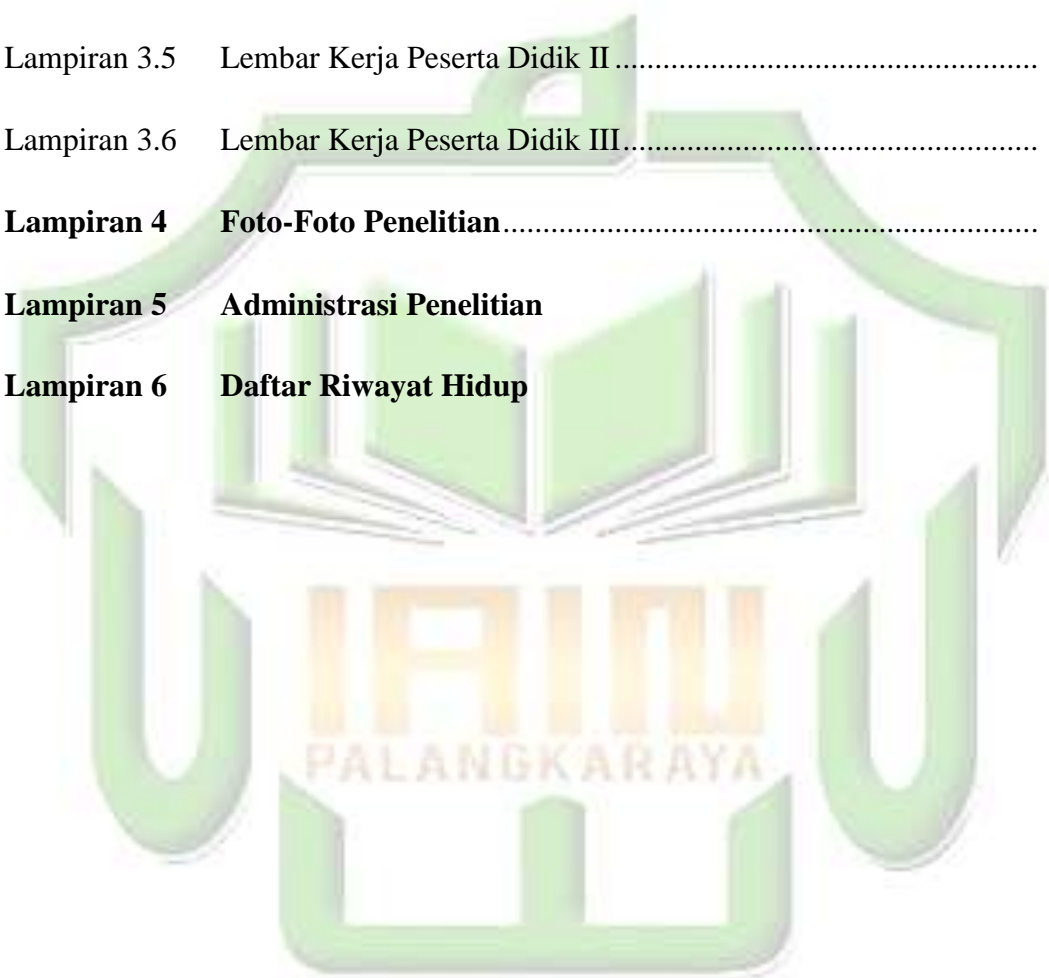 Lampiran 3.5 Lembar Kerja Peserta Didik II ....................................................
Lampiran 3.6 Lembar Kerja Peserta Didik III....................................................
Lampiran 4 Foto-Foto Penelitian...................................................................
Lampiran 5 Administrasi Penelitian
Lampiran 6 Daftar Riwayat Hidup
IAIN
PALANGKARAYA